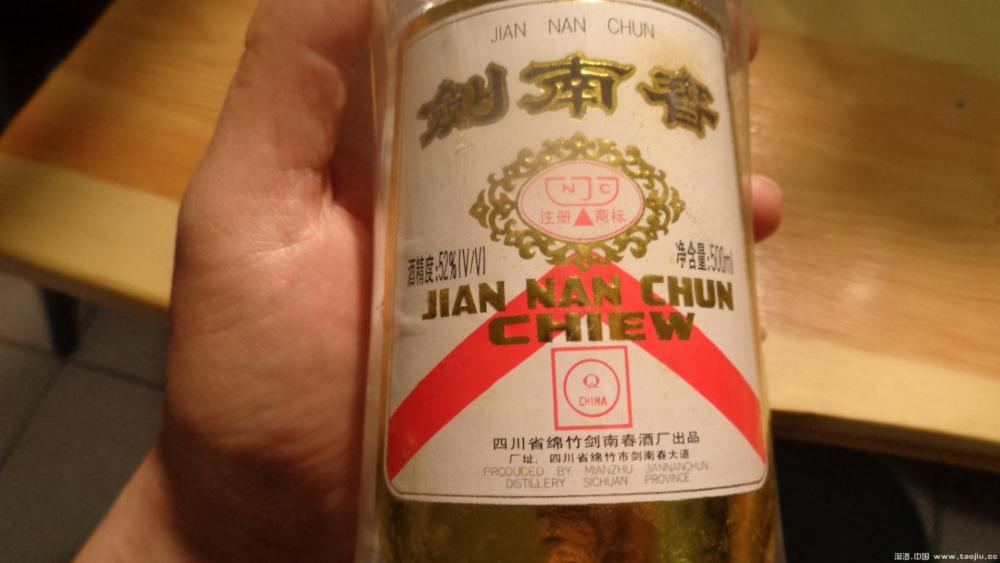 JIAN NAN CHUN
劍南春
NJC
注册 商标
酒精度:52%(V/V)
净含量:500ml
JIAN NAN CHUN
CHIEW
Q
CHINA
四川省绵竹剑南春酒厂出品
厂址: 四川省绵竹市剑南春大道
PRODUCED BY MIANZHU JIANNANCHUN
DISTILLERY SICHUAN PROVINCE
淘酒.中国 www.taojiu.cc